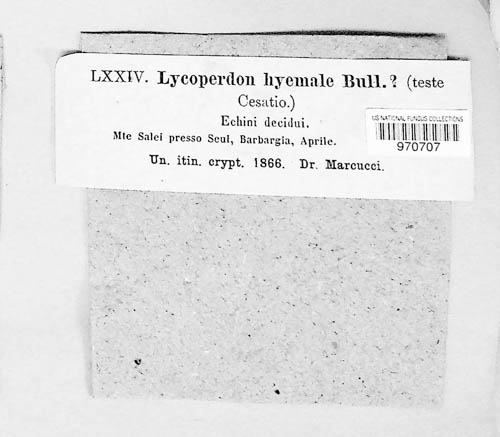 LXXIV. Lycoperdon hyemale Bull.? (teste
Cesatio.)
Echini decidui.
Mte Salei presso Seui, Barbargia, Aprile.
Un. itin. crypt. 1866. Dr. Marcucci.
US NATIONAL FUNGUS COLLECTIONS
970707